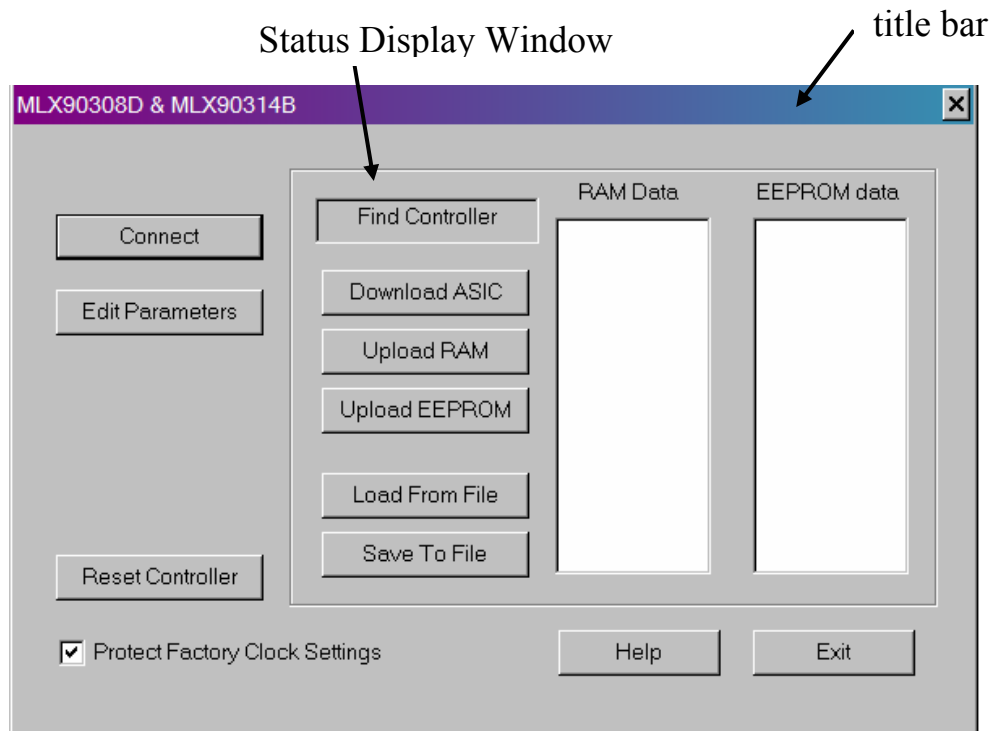 title bar
Status Display Window
MLX90308D & MLX90314B
RAM Data
EEPROM data
Find Controller
Connect
Download ASIC
Edit Parameters
Upload RAM
Upload EEPROM
Load From File
Save To File
Reset Controller
Protect Factory Clock Settings
Help
Exit